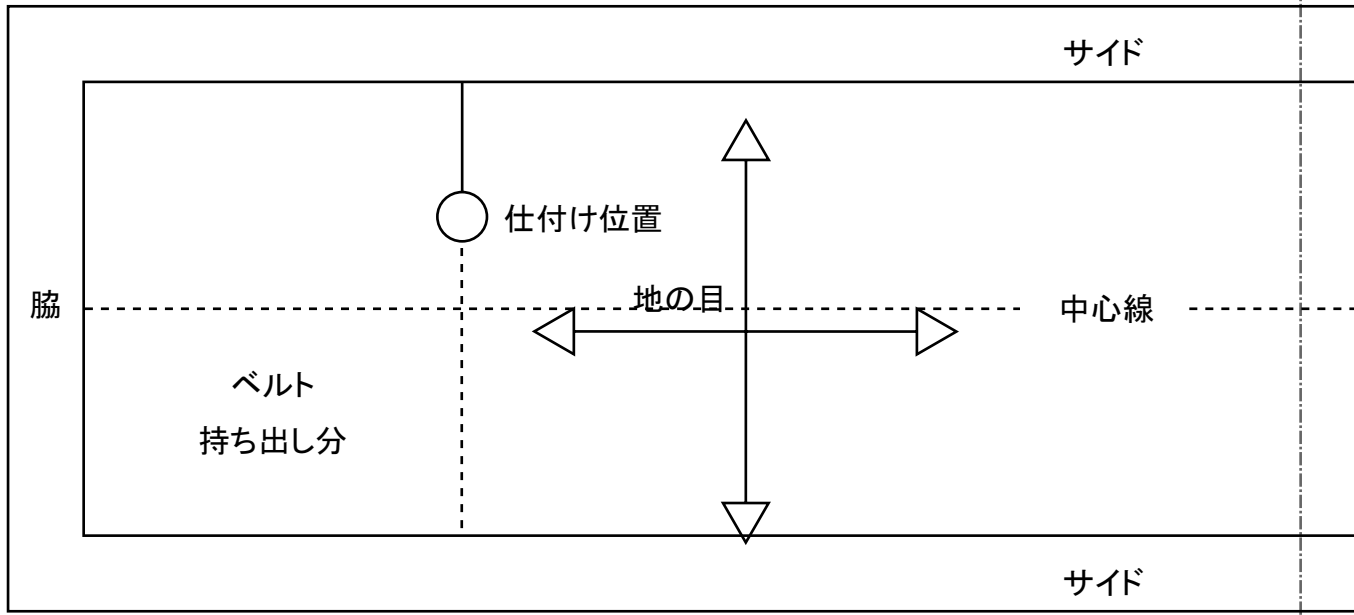 サイド
仕付け位置
地の目
脇
中心線
ベルト
持ち出し分
サイド